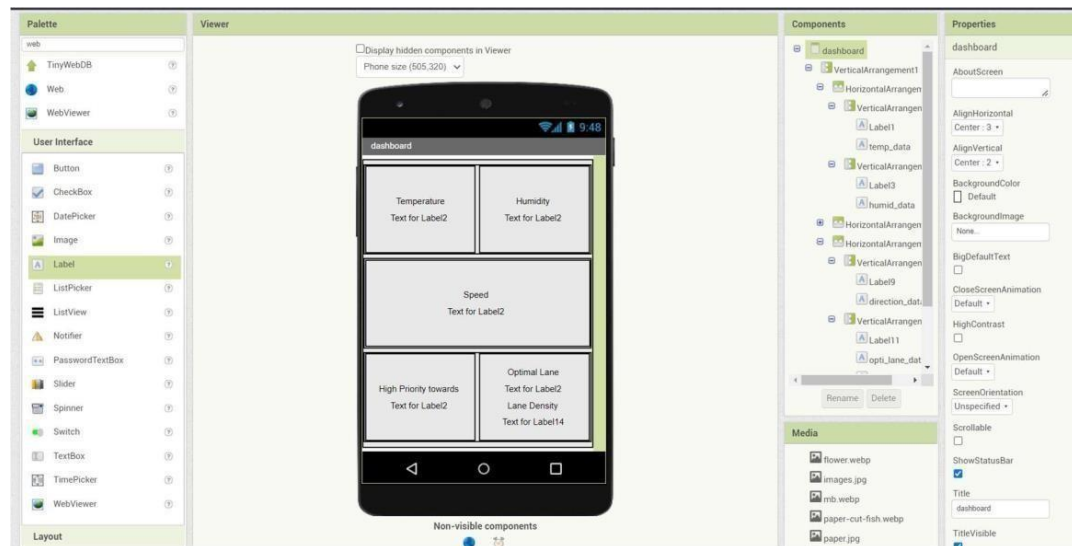 Palette
web
TinyWebDB
Web
WebViewer
User Interface
Button
CheckBox
DatePicker
Image
Label
ListPicker
ListView
Notifier
PasswordTextBox
Slider
Spinner
Switch
TextBox
TimePicker
WebViewer
Layout
Viewer
Display hidden components in Viewer
Phone size (505,320)
9:48
dashboard
Temperature
Text for Label2
Humidity
Text for Label2
Speed
Text for Label2
High Priority towards
Text for Label2
Optimal Lane
Text for Label2
Lane Density
Text for Label14
Non-visible components
Components
dashboard
VerticalArrangement1
HorizontalArrangen
VerticalArrangen
Label1
temp_data
VerticalArrangen
Label3
humid_data
HorizontalArrangen
HorizontalArrangen
VerticalArrangen
Label9
direction_data
VerticalArrangen
Label11
opti_lane_dat
Rename Delete
Media
flower.webp
images.jpg
mb.webp
paper-cut-fish.webp
paper.jpg
Properties
dashboard
AboutScreen
AlignHorizontal
Center : 3
AlignVertical
Center : 2
BackgroundColor
Default
BackgroundImage
None...
BigDefaultText
CloseScreenAnimation
Default
HighContrast
OpenScreenAnimation
Default
ScreenOrientation
Unspecified
Scrollable
ShowStatusBar
Title
dashboard
TitleVisible